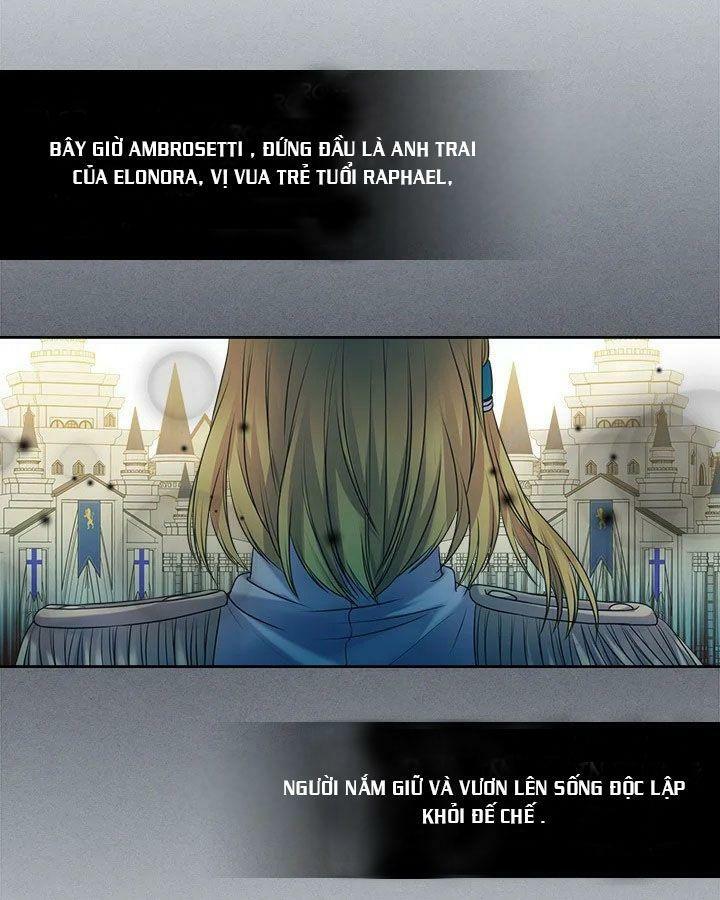 BÂY GIỜ AMBROSETTI , ĐỨNG ĐẦU LÀ ANH TRAI
CỦA ELONORA, VỊ VUA TRẺ TUỔI RAPHAEL,
NGƯỜI NẮM GIỮ VÀ VƯƠN LÊN SỐNG ĐỘC LẬP
KHỎI ĐẾ CHẾ .